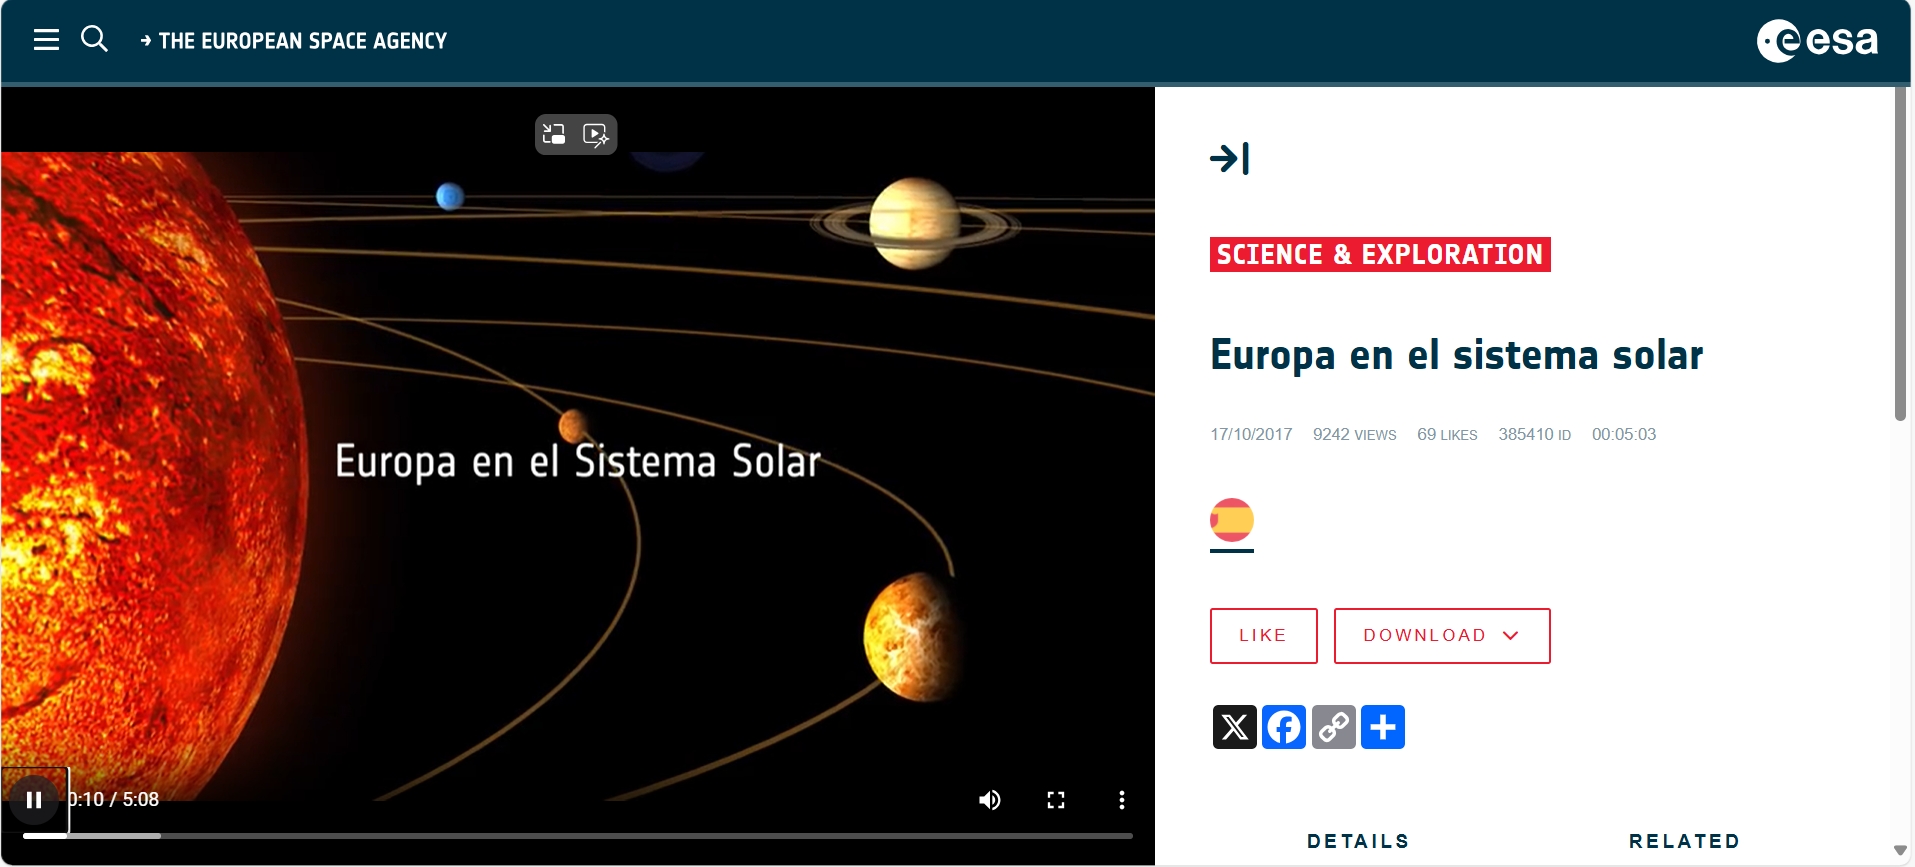 THE EUROPEAN SPACE AGENCY
esa
SCIENCE & EXPLORATION
Europa en el sistema solar
17/10/2017 9242 VIEWS 69 LIKES 385410 ID 00:05:03
Europa en el Sistema Solar
LIKE DOWNLOAD
0:10 / 5:08
DETAILS RELATED